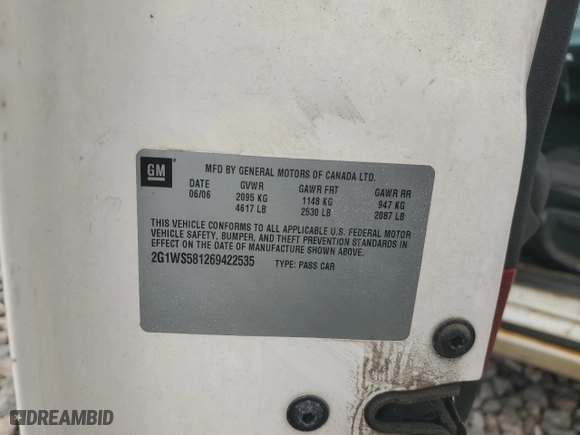 GM
MFD BY GENERAL MOTORS OF CANADA LTD.
DATE GVWR GAWR FRT GAWR RR
06/06 2095 KG 1148 KG 947 KG
4617 LB 2530 LB 2087 LB
THIS VEHICLE CONFORMS TO ALL APPLICABLE U.S. FEDERAL MOTOR
VEHICLE SAFETY, BUMPER, AND THEFT PREVENTION STANDARDS IN
EFFECT ON THE DATE OF MANUFACTURE SHOWN ABOVE.
2G1WS581269422535 TYPE: PASS CAR
DREAMBID